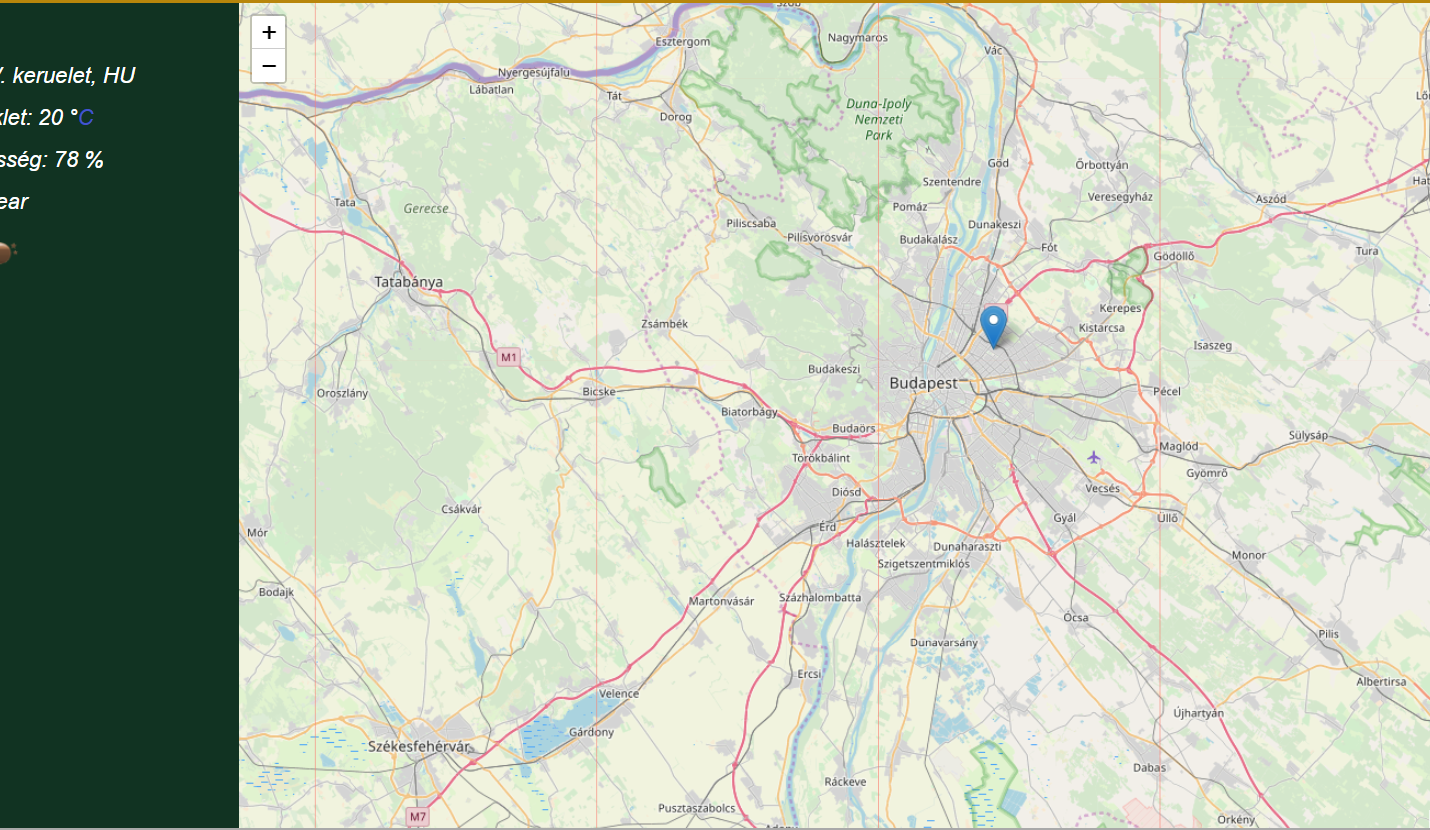 . keruelet, HU
let: 20 °C
sség: 78 %
ear
+
−
Esztergom
Nagymaros
Vác
Nyergesújfalu
Lábatlan
Tát
Dorog
Duna-Ipoly
Nemzeti
Park
Göd
Őrbottyán
Szentendre
Veresegyház
Aszód
Tata
Gerecse
Pomáz
Piliscsaba
Pilisvörösvár
Budakalász
Dunakeszi
Fót
Gödöllő
Tura
Tatabánya
Kerepes
Zsámbék
Kistarcsa
Isaszeg
M1
Budakeszi
Budapest
Oroszlány
Bicske
Pécel
Biatorbágy
Budaörs
Sülysáp
Törökbálint
Maglód
Gyömrő
Diósd
Vecsés
Csákvár
Gyál
Üllő
Mór
Érd
Halásztelek
Dunaharaszti
Monor
Szigetszentmiklós
Bodajk
Martonvásár
Százhalombatta
Ócsa
Pilis
Dunavarsány
Ercsi
Albertirsa
Velence
Újhartyán
Gárdony
Székesfehérvár
Dabas
Ráckeve
Pusztaszabolcs
M7
Örkény